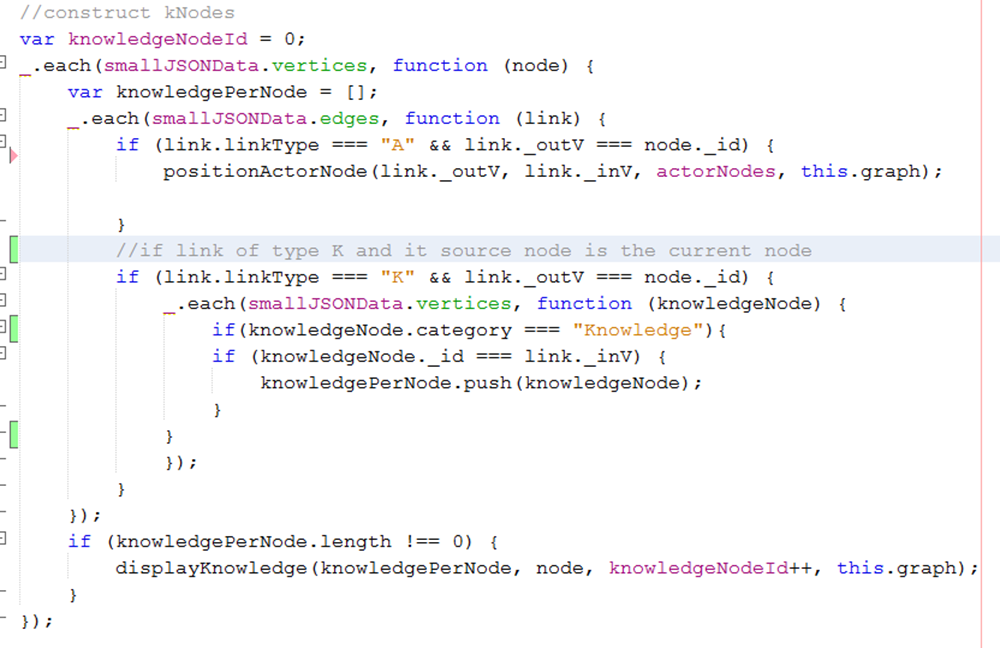 //construct kNodes
var knowledgeNodeId = 0;
_.each(smallJSONData.vertices, function (node) {
    var knowledgePerNode = [];
    _.each(smallJSONData.edges, function (link) {
        if (link.linkType === "A" && link._outV === node._id) {
            positionActorNode(link._outV, link._inV, actorNodes, this.graph);
        }
        //if link of type K and it source node is the current node
        if (link.linkType === "K" && link._outV === node._id) {
            _.each(smallJSONData.vertices, function (knowledgeNode) {
                if(knowledgeNode.category === "Knowledge"){
                if (knowledgeNode._id === link._inV) {
                    knowledgePerNode.push(knowledgeNode);
                }
            }
            });
        }
    });
    if (knowledgePerNode.length !== 0) {
        displayKnowledge(knowledgePerNode, node, knowledgeNodeId++, this.graph);
    }
});